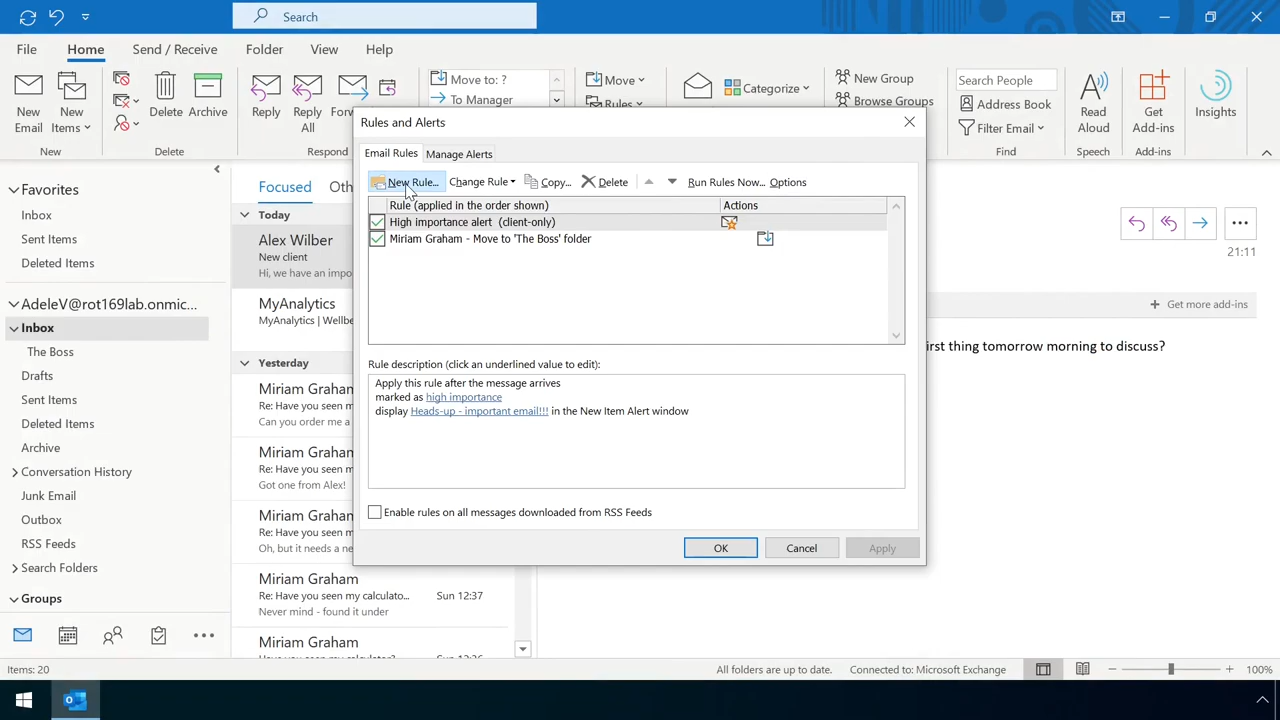 Search
File Home Send / Receive Folder View Help
New Email
New Items
Delete
Archive
Reply
Reply All
Move to: ?
To Manager
Move
Rules
Categorize
New Group
Browse Groups
Search People
Address Book
Filter Email
Read Aloud
Get Add-ins
Insights
New
Delete
Respond
Find
Speech
Add-ins
Rules and Alerts
Email Rules
Manage Alerts
New Rule...
Change Rule
Copy...
Delete
Run Rules Now...
Options
Rule (applied in the order shown)
Actions
High importance alert (client-only)
Miriam Graham - Move to 'The Boss' folder
Rule description (click an underlined value to edit):
Apply this rule after the message arrives
marked as high importance
display Heads-up - important email!!! in the New Item Alert window
Enable rules on all messages downloaded from RSS Feeds
OK
Cancel
Apply
Favorites
Inbox
Sent Items
Deleted Items
AdeleV@rot169lab.onmic...
Inbox
The Boss
Drafts
Sent Items
Deleted Items
Archive
Conversation History
Junk Email
Outbox
RSS Feeds
Search Folders
Groups
Focused
Today
Alex Wilber
New client
Hi, we have an impo
MyAnalytics
MyAnalytics | Wellbe
Yesterday
Miriam Graham
Re: Have you seen m
Can you order me a
Miriam Graham
Re: Have you seen m
Got one from Alex!
Miriam Graham
Re: Have you seen m
Oh, but it needs a ne
Miriam Graham
Re: Have you seen my calculato... Sun 12:37
Never mind - found it under
Miriam Graham
21:11
Get more add-ins
irst thing tomorrow morning to discuss?
Items: 20
All folders are up to date.
Connected to: Microsoft Exchange
100%